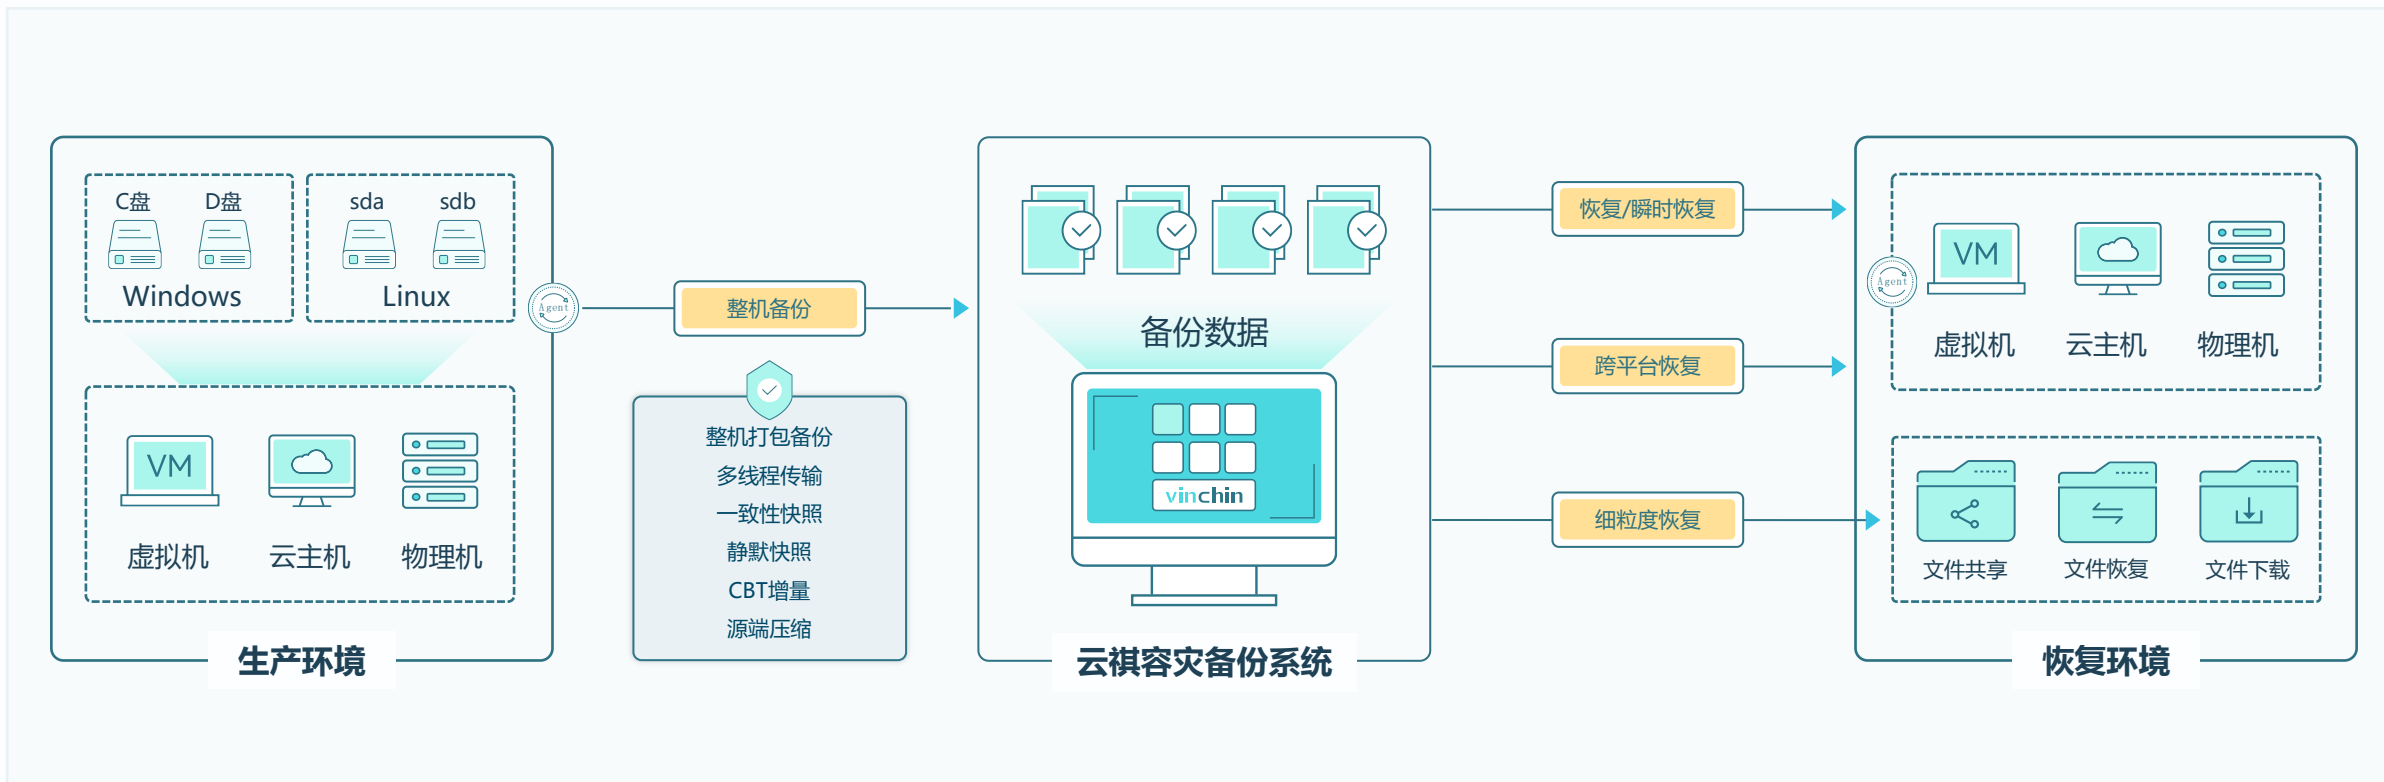 C盘
D盘
Windows
sda
sdb
Linux
VM
虚拟机
云主机
物理机
生产环境
Agent
整机备份
整机打包备份
多线程传输
一致性快照
静默快照
CBT增量
源端压缩
备份数据
vinchin
云祺容灾备份系统
恢复/瞬时恢复
跨平台恢复
细粒度恢复
Agent
VM
虚拟机
云主机
物理机
文件共享
文件恢复
文件下载
恢复环境